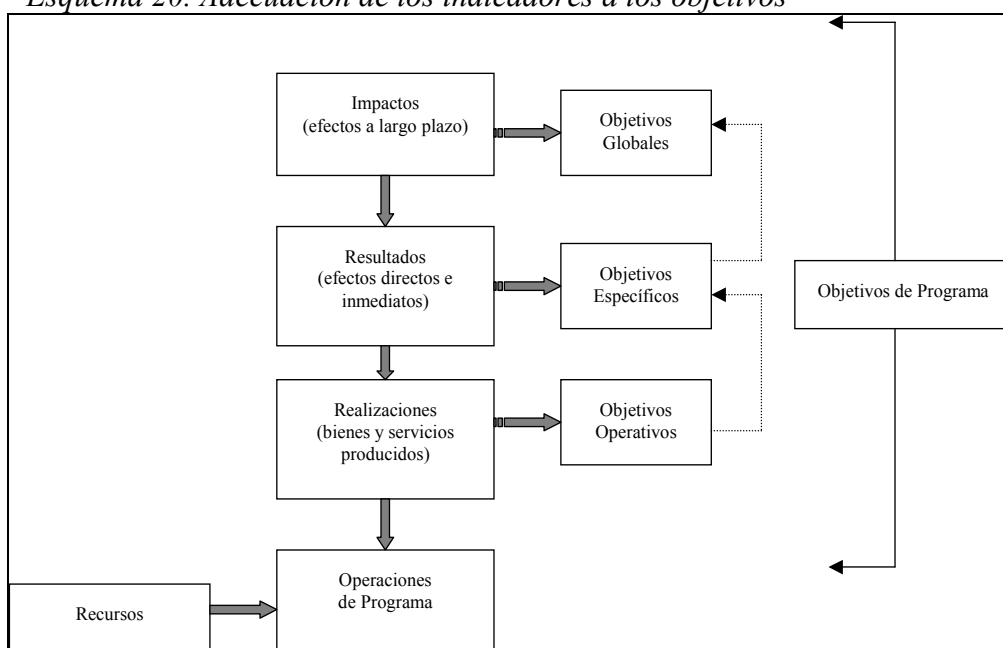 Esquema 20. Adecuación de los indicadores a los objetivos
Impactos
(efectos a largo plazo)
Objetivos
Globales
Resultados
(efectos directos e
inmediatos)
Objetivos
Específicos
Objetivos de Programa
Realizaciones
(bienes y servicios
producidos)
Objetivos
Operativos
Operaciones
de Programa
Recursos